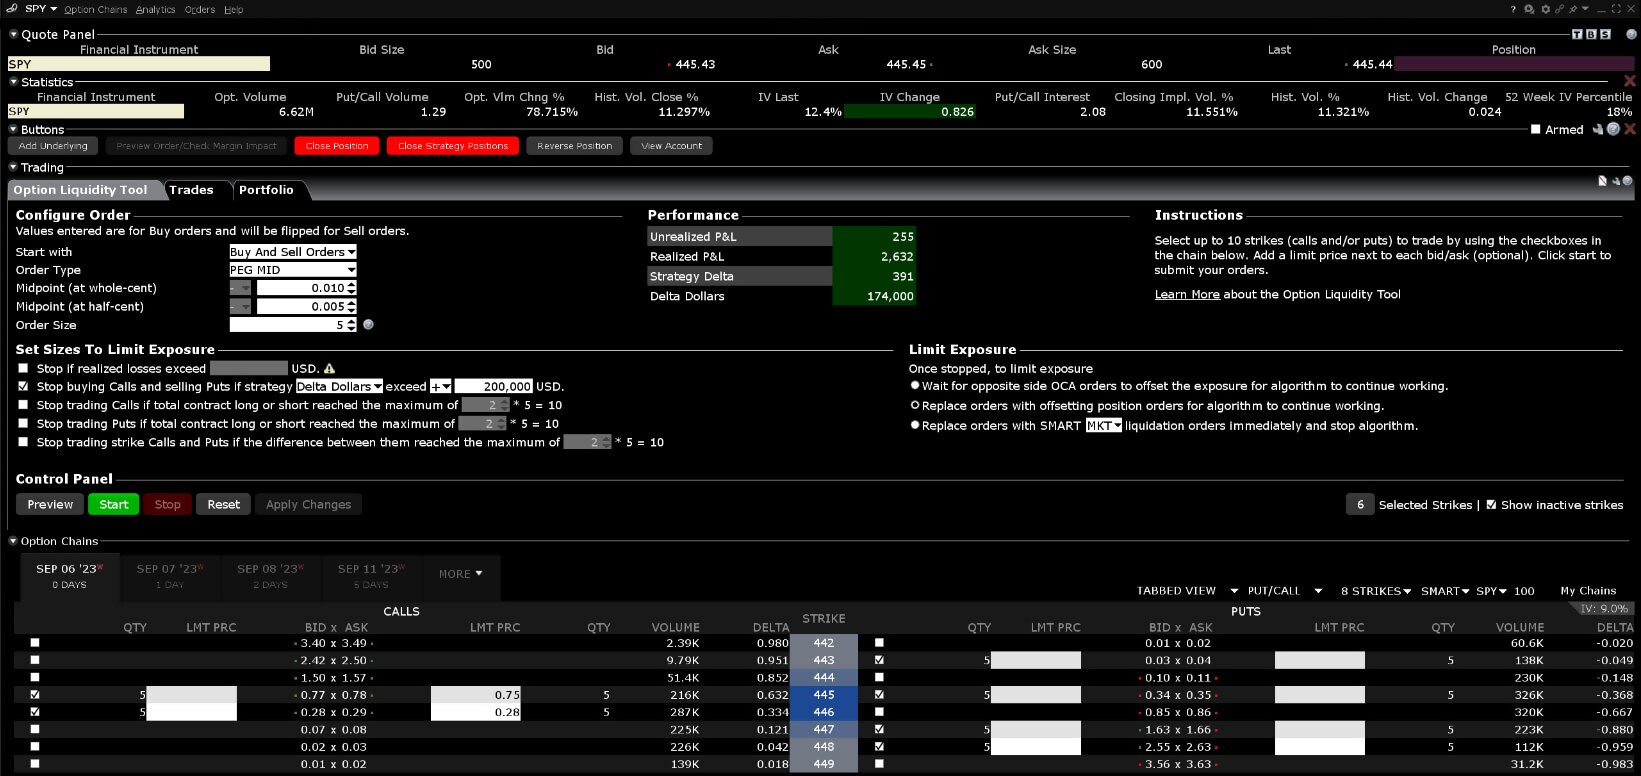 SPY Option Chains Analytics Orders Help ?
Quote Panel T B S
Financial Instrument Bid Size Bid Ask Ask Size Last Position
SPY 500 445.43 445.45 600 445.44
Statistics
Financial Instrument Opt. Volume Put/Call Volume Opt. Vlm Chng % Hist. Vol. Close % IV Last IV Change Put/Call Interest Closing Impl. Vol. % Hist. Vol. % Hist. Vol. Change 52 Week IV Percentile
SPY 6.62M 1.29 78.715% 11.297% 12.4% 0.826 2.08 11.551% 11.321% 0.024 18%
Buttons Armed
Add Underlying Preview Order/Check Margin Impact Close Position Close Strategy Positions Reverse Position View Account
Trading
Option Liquidity Tool Trades Portfolio
Configure Order
Values entered are for Buy orders and will be flipped for Sell orders.
Start with Buy And Sell Orders
Order Type PEG MID
Midpoint (at whole-cent) - 0.010
Midpoint (at half-cent) - 0.005
Order Size 5
Performance
Unrealized P&L 255
Realized P&L 2,632
Strategy Delta 391
Delta Dollars 174,000
Instructions
Select up to 10 strikes (calls and/or puts) to trade by using the checkboxes in
the chain below. Add a limit price next to each bid/ask (optional). Click start to
submit your orders.
Learn More about the Option Liquidity Tool
Set Sizes To Limit Exposure
Stop if realized losses exceed USD.
Stop buying Calls and selling Puts if strategy Delta Dollars exceed + 200,000 USD.
Stop trading Calls if total contract long or short reached the maximum of 2 * 5 = 10
Stop trading Puts if total contract long or short reached the maximum of 2 * 5 = 10
Stop trading strike Calls and Puts if the difference between them reached the maximum of 2 * 5 = 10
Limit Exposure
Once stopped, to limit exposure
Wait for opposite side OCA orders to offset the exposure for algorithm to continue working.
Replace orders with offsetting position orders for algorithm to continue working.
Replace orders with SMART MKT liquidation orders immediately and stop algorithm.
Control Panel
Preview Start Stop Reset Apply Changes 6 Selected Strikes | Show inactive strikes
Option Chains
SEP 06 '23W SEP 07 '23W SEP 08 '23W SEP 11 '23W MORE
0 DAYS 1 DAY 2 DAYS 5 DAYS
TABBED VIEW PUT/CALL 8 STRIKES SMART SPY 100 My Chains
CALLS STRIKE PUTS IV: 9.0%
QTY LMT PRC BID x ASK LMT PRC QTY VOLUME DELTA QTY LMT PRC BID x ASK LMT PRC QTY VOLUME DELTA
3.40 x 3.49 2.39K 0.980 442 0.01 x 0.02 60.6K -0.020
2.42 x 2.50 9.79K 0.951 443 5 0.03 x 0.04 5 138K -0.049
1.50 x 1.57 51.4K 0.852 444 0.10 x 0.11 230K -0.148
5 0.77 x 0.78 0.75 5 216K 0.632 445 5 0.34 x 0.35 5 326K -0.368
5 0.28 x 0.29 0.28 5 287K 0.334 446 0.85 x 0.86 320K -0.667
0.07 x 0.08 225K 0.121 447 5 1.63 x 1.66 5 223K -0.880
0.02 x 0.03 226K 0.042 448 5 2.55 x 2.63 5 112K -0.959
0.01 x 0.02 139K 0.018 449 3.56 x 3.63 31.2K -0.983